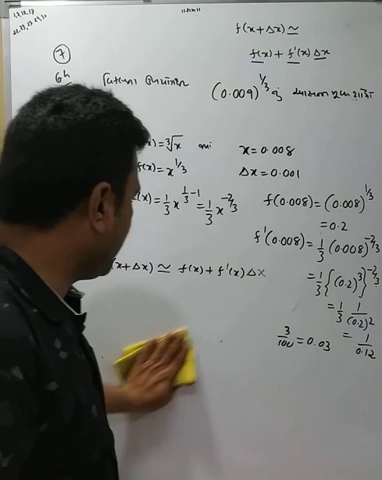 f(x+Δx) ≃
f(x) + f'(x) Δx
7
(0.009)^1/3
x) = ∛x
x = 0.008
f(x) = x^1/3
Δx = 0.001
(x) = 1/3 x^1/3-1 = 1/3 x^-2/3
f(0.008) = (0.008)^1/3
= 0.2
f'(0.008) = 1/3 (0.008)^-2/3
x+Δx) ≃ f(x) + f'(x) Δx
= 1/3 {(0.2)^3}^-2/3
= 1/3 1/(0.2)^2
3/100 = 0.03
= 1/0.12